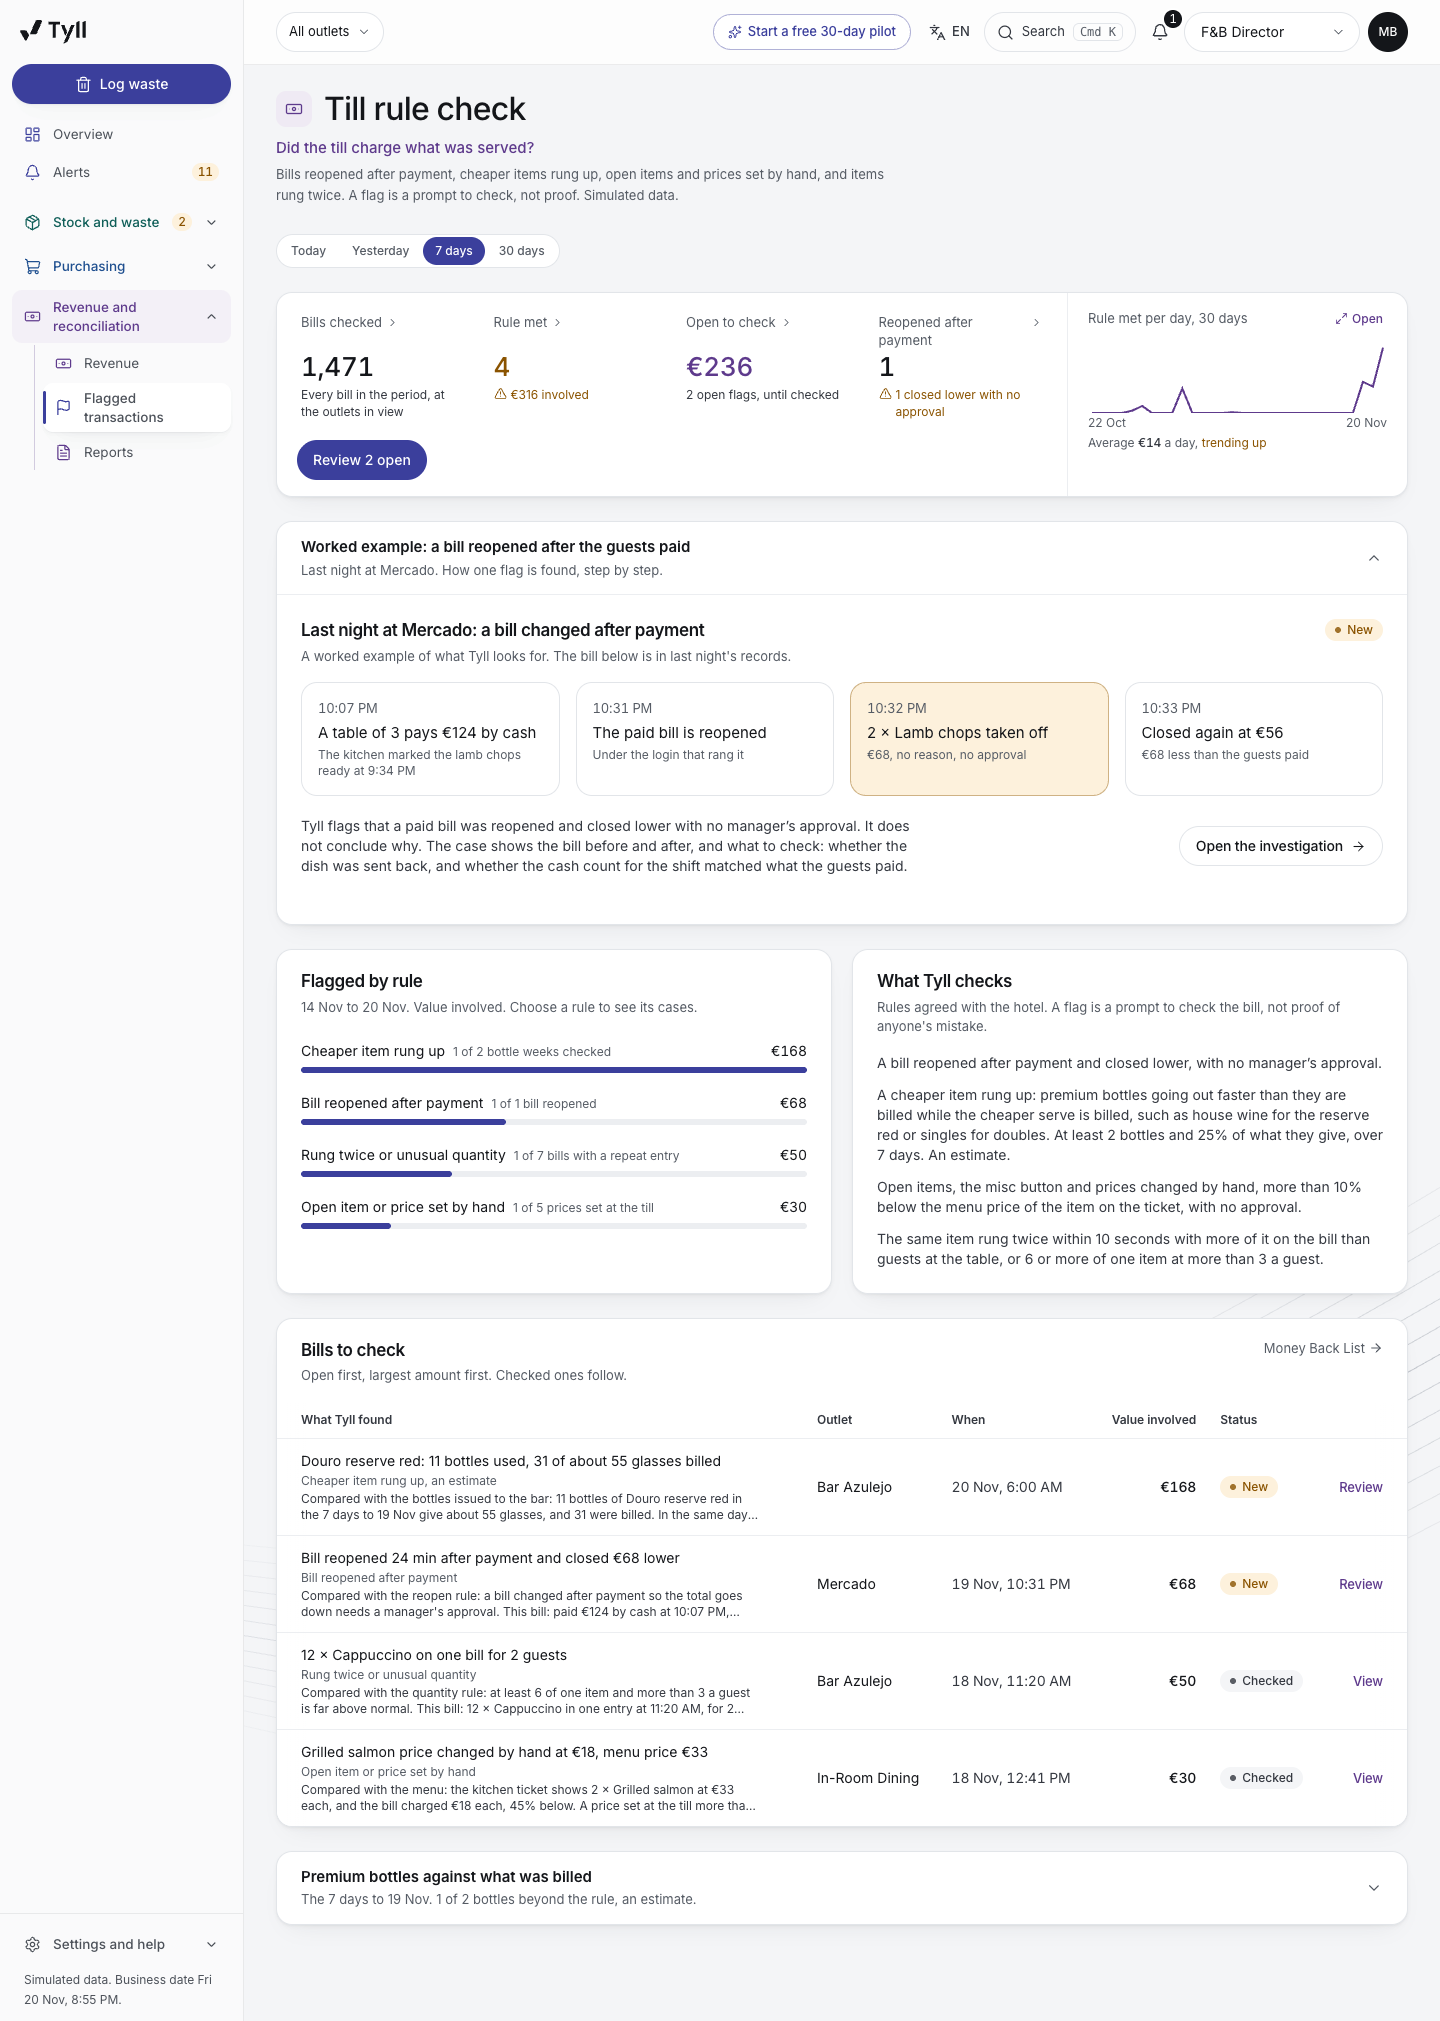 Tyll
Log waste
Overview
Alerts 11
Stock and waste 2
Purchasing
Revenue and
reconciliation
Revenue
Flagged
transactions
Reports
Settings and help
Simulated data. Business date Fri
20 Nov, 8:55 PM.
All outlets
Start a free 30-day pilot
EN
Search Cmd K
1
F&B Director
MB
Till rule check
Did the till charge what was served?
Bills reopened after payment, cheaper items rung up, open items and prices set by hand, and items
rung twice. A flag is a prompt to check, not proof. Simulated data.
Today Yesterday 7 days 30 days
Bills checked
1,471
Every bill in the period, at
the outlets in view
Rule met
4
€316 involved
Open to check
€236
2 open flags, until checked
Reopened after
payment
1
1 closed lower with no
approval
Review 2 open
Rule met per day, 30 days Open
22 Oct 20 Nov
Average €14 a day, trending up
Worked example: a bill reopened after the guests paid
Last night at Mercado. How one flag is found, step by step.
Last night at Mercado: a bill changed after payment New
A worked example of what Tyll looks for. The bill below is in last night's records.
10:07 PM
A table of 3 pays €124 by cash
The kitchen marked the lamb chops
ready at 9:34 PM
10:31 PM
The paid bill is reopened
Under the login that rang it
10:32 PM
2 × Lamb chops taken off
€68, no reason, no approval
10:33 PM
Closed again at €56
€68 less than the guests paid
Tyll flags that a paid bill was reopened and closed lower with no manager’s approval. It does
not conclude why. The case shows the bill before and after, and what to check: whether the
dish was sent back, and whether the cash count for the shift matched what the guests paid.
Open the investigation
Flagged by rule
14 Nov to 20 Nov. Value involved. Choose a rule to see its cases.
Cheaper item rung up 1 of 2 bottle weeks checked €168
Bill reopened after payment 1 of 1 bill reopened €68
Rung twice or unusual quantity 1 of 7 bills with a repeat entry €50
Open item or price set by hand 1 of 5 prices set at the till €30
What Tyll checks
Rules agreed with the hotel. A flag is a prompt to check the bill, not proof of
anyone's mistake.
A bill reopened after payment and closed lower, with no manager’s approval.
A cheaper item rung up: premium bottles going out faster than they are
billed while the cheaper serve is billed, such as house wine for the reserve
red or singles for doubles. At least 2 bottles and 25% of what they give, over
7 days. An estimate.
Open items, the misc button and prices changed by hand, more than 10%
below the menu price of the item on the ticket, with no approval.
The same item rung twice within 10 seconds with more of it on the bill than
guests at the table, or 6 or more of one item at more than 3 a guest.
Bills to check Money Back List
Open first, largest amount first. Checked ones follow.
What Tyll found Outlet When Value involved Status
Douro reserve red: 11 bottles used, 31 of about 55 glasses billed
Cheaper item rung up, an estimate
Compared with the bottles issued to the bar: 11 bottles of Douro reserve red in
the 7 days to 19 Nov give about 55 glasses, and 31 were billed. In the same day…
Bar Azulejo 20 Nov, 6:00 AM €168 New Review
Bill reopened 24 min after payment and closed €68 lower
Bill reopened after payment
Compared with the reopen rule: a bill changed after payment so the total goes
down needs a manager's approval. This bill: paid €124 by cash at 10:07 PM,…
Mercado 19 Nov, 10:31 PM €68 New Review
12 × Cappuccino on one bill for 2 guests
Rung twice or unusual quantity
Compared with the quantity rule: at least 6 of one item and more than 3 a guest
is far above normal. This bill: 12 × Cappuccino in one entry at 11:20 AM, for 2…
Bar Azulejo 18 Nov, 11:20 AM €50 Checked View
Grilled salmon price changed by hand at €18, menu price €33
Open item or price set by hand
Compared with the menu: the kitchen ticket shows 2 × Grilled salmon at €33
each, and the bill charged €18 each, 45% below. A price set at the till more tha…
In-Room Dining 18 Nov, 12:41 PM €30 Checked View
Premium bottles against what was billed
The 7 days to 19 Nov. 1 of 2 bottles beyond the rule, an estimate.